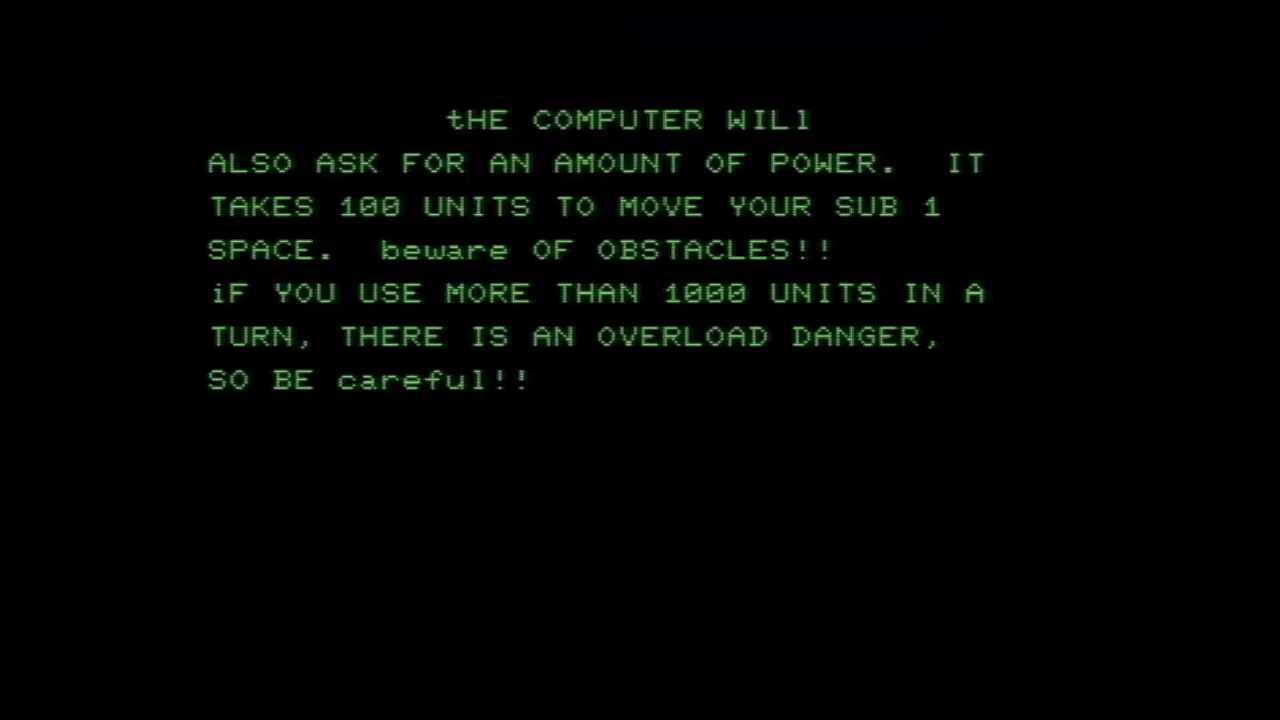 tHE COMPUTER WILl
ALSO ASK FOR AN AMOUNT OF POWER.  IT
TAKES 100 UNITS TO MOVE YOUR SUB 1
SPACE.  beware OF OBSTACLES!!
iF YOU USE MORE THAN 1000 UNITS IN A
TURN, THERE IS AN OVERLOAD DANGER,
SO BE careful!!